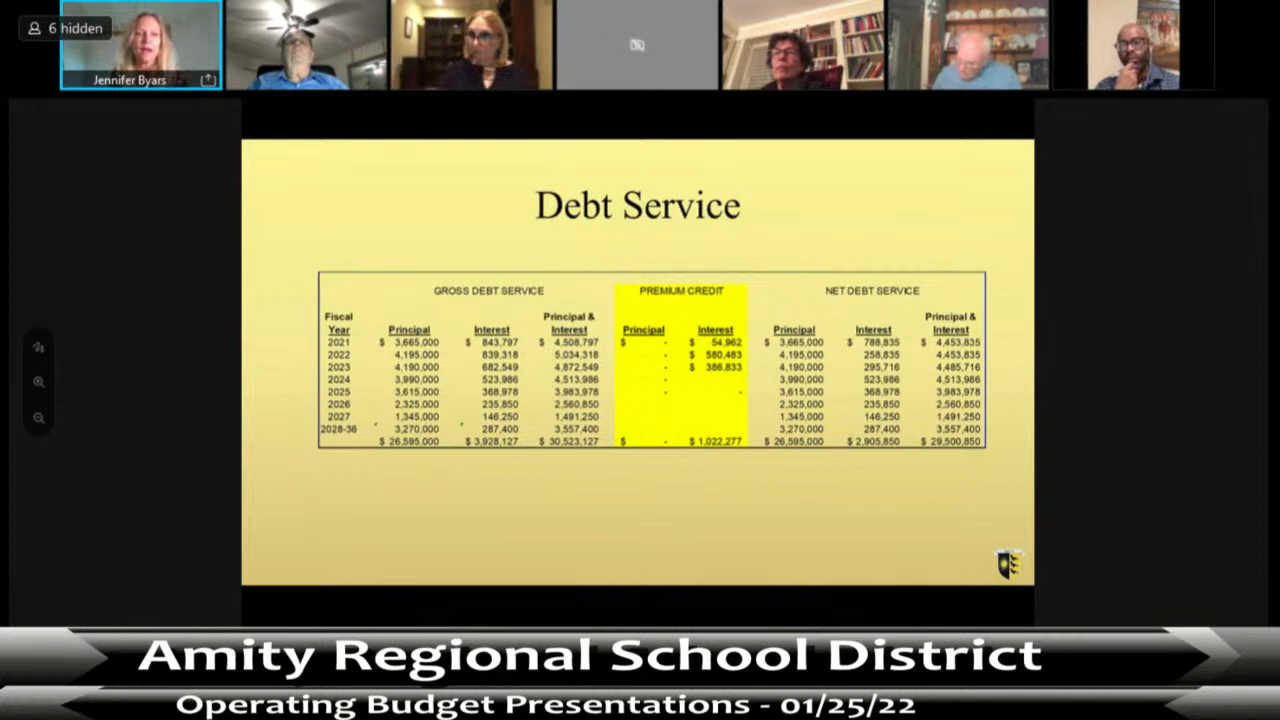 6 hidden
Jennifer Byars
Debt Service
GROSS DEBT SERVICE PREMIUM CREDIT NET DEBT SERVICE
Fiscal Principal & Principal &
Year Principal Interest Interest Principal Interest Principal Interest Interest
2021 $ 3,665,000 $ 843,797 $ 4,508,797 $ - $ 54,962 $ 3,665,000 $ 788,835 $ 4,453,835
2022 4,195,000 839,318 5,034,318 - $ 580,483 4,195,000 258,835 4,453,835
2023 4,190,000 682,549 4,872,549 - $ 386,833 4,190,000 295,716 4,485,716
2024 3,990,000 523,986 4,513,986 - 3,990,000 523,986 4,513,986
2025 3,615,000 368,978 3,983,978 - - 3,615,000 368,978 3,983,978
2026 2,325,000 235,850 2,560,850 2,325,000 235,850 2,560,850
2027 1,345,000 146,250 1,491,250 1,345,000 146,250 1,491,250
2028-36 3,270,000 287,400 3,557,400 3,270,000 287,400 3,557,400
$ 26,595,000 $ 3,928,127 $ 30,523,127 $ - $ 1,022,277 $ 26,595,000 $ 2,905,850 $ 29,500,850
Amity Regional School District
Operating Budget Presentations - 01/25/22